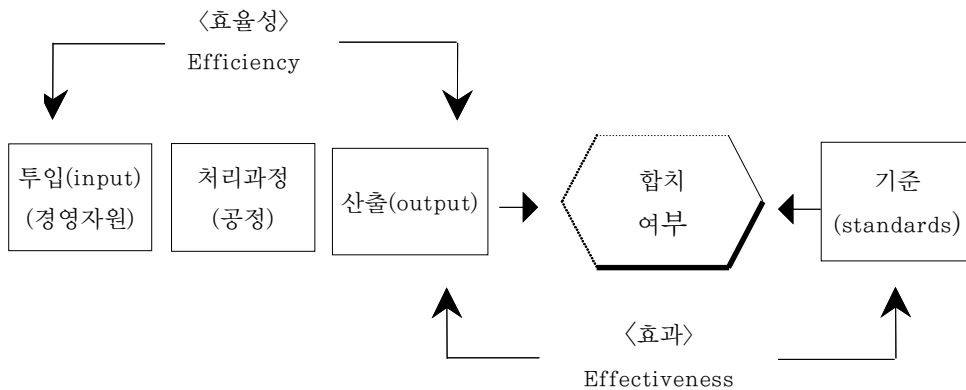 〈효율성〉
Efficiency
투입(input)
(경영자원)
처리과정
(공정)
산출(output)
합치
여부
기준
(standards)
〈효과〉
Effectiveness